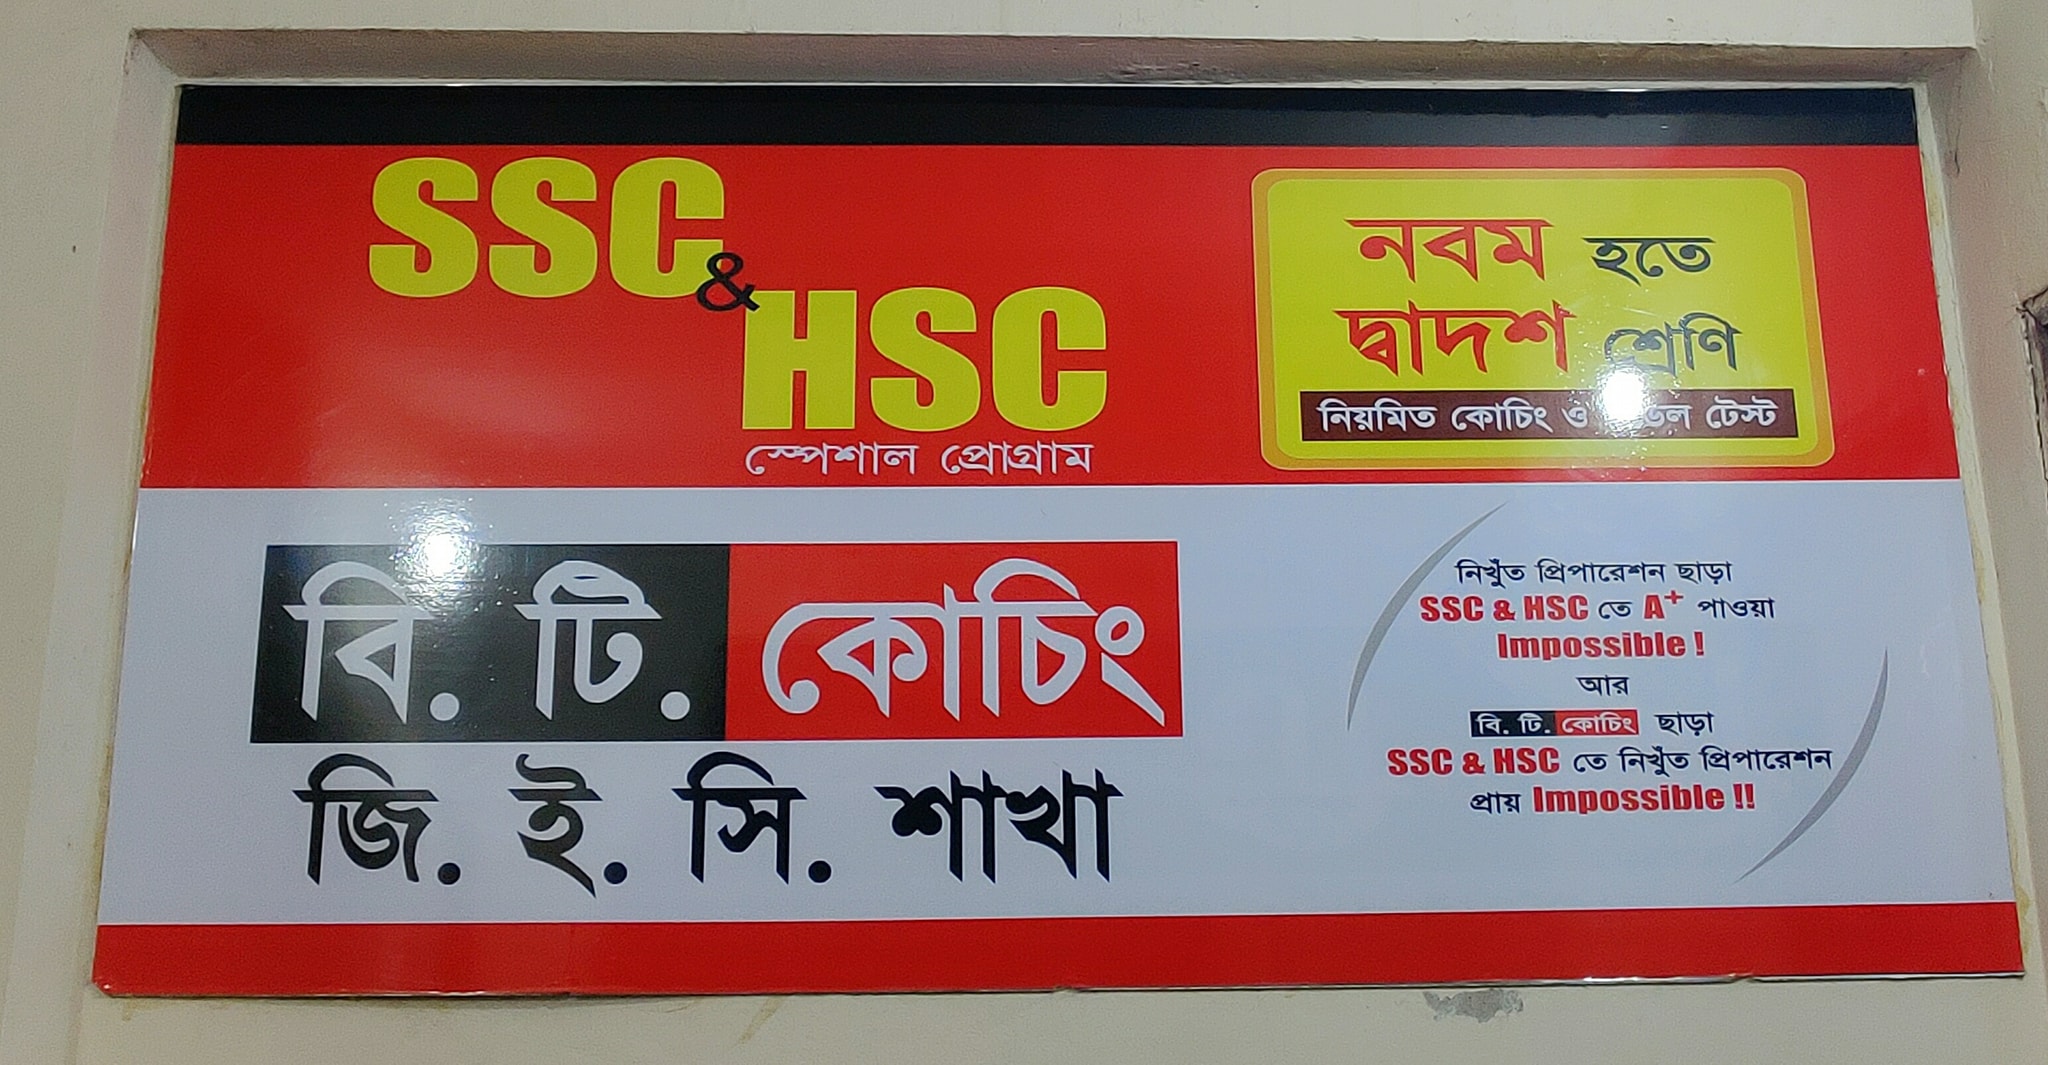 SSC
&
HSC
স্পেশাল প্রোগ্রাম
নবম হতে
দ্বাদশ শ্রেণি
নিয়মিত কোচিং ও টেস্ট
বি. টি. কোচিং
জি. ই. সি. শাখা
নিখুঁত প্রিপারেশন ছাড়া
SSC & HSC তে A+ পাওয়া
Impossible !
আর
বি. টি. কোচিং ছাড়া
SSC & HSC তে নিখুঁত প্রিপারেশন
প্রায় Impossible !!